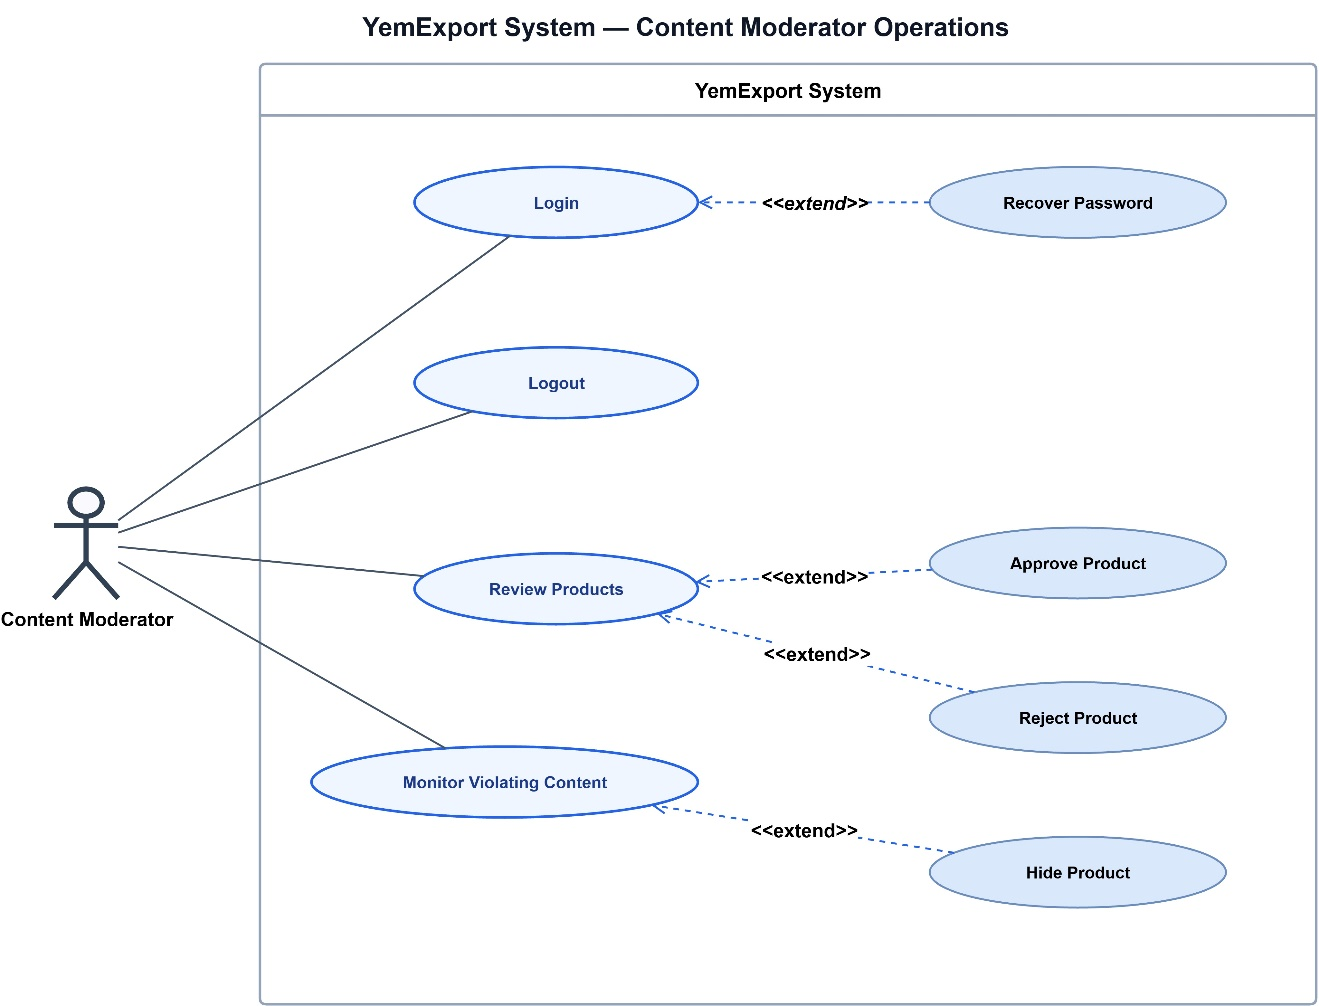 YemExport System — Content Moderator Operations
YemExport System
Login
<<extend>>
Recover Password
Logout
Content Moderator
Review Products
<<extend>>
Approve Product
<<extend>>
Reject Product
Monitor Violating Content
<<extend>>
Hide Product